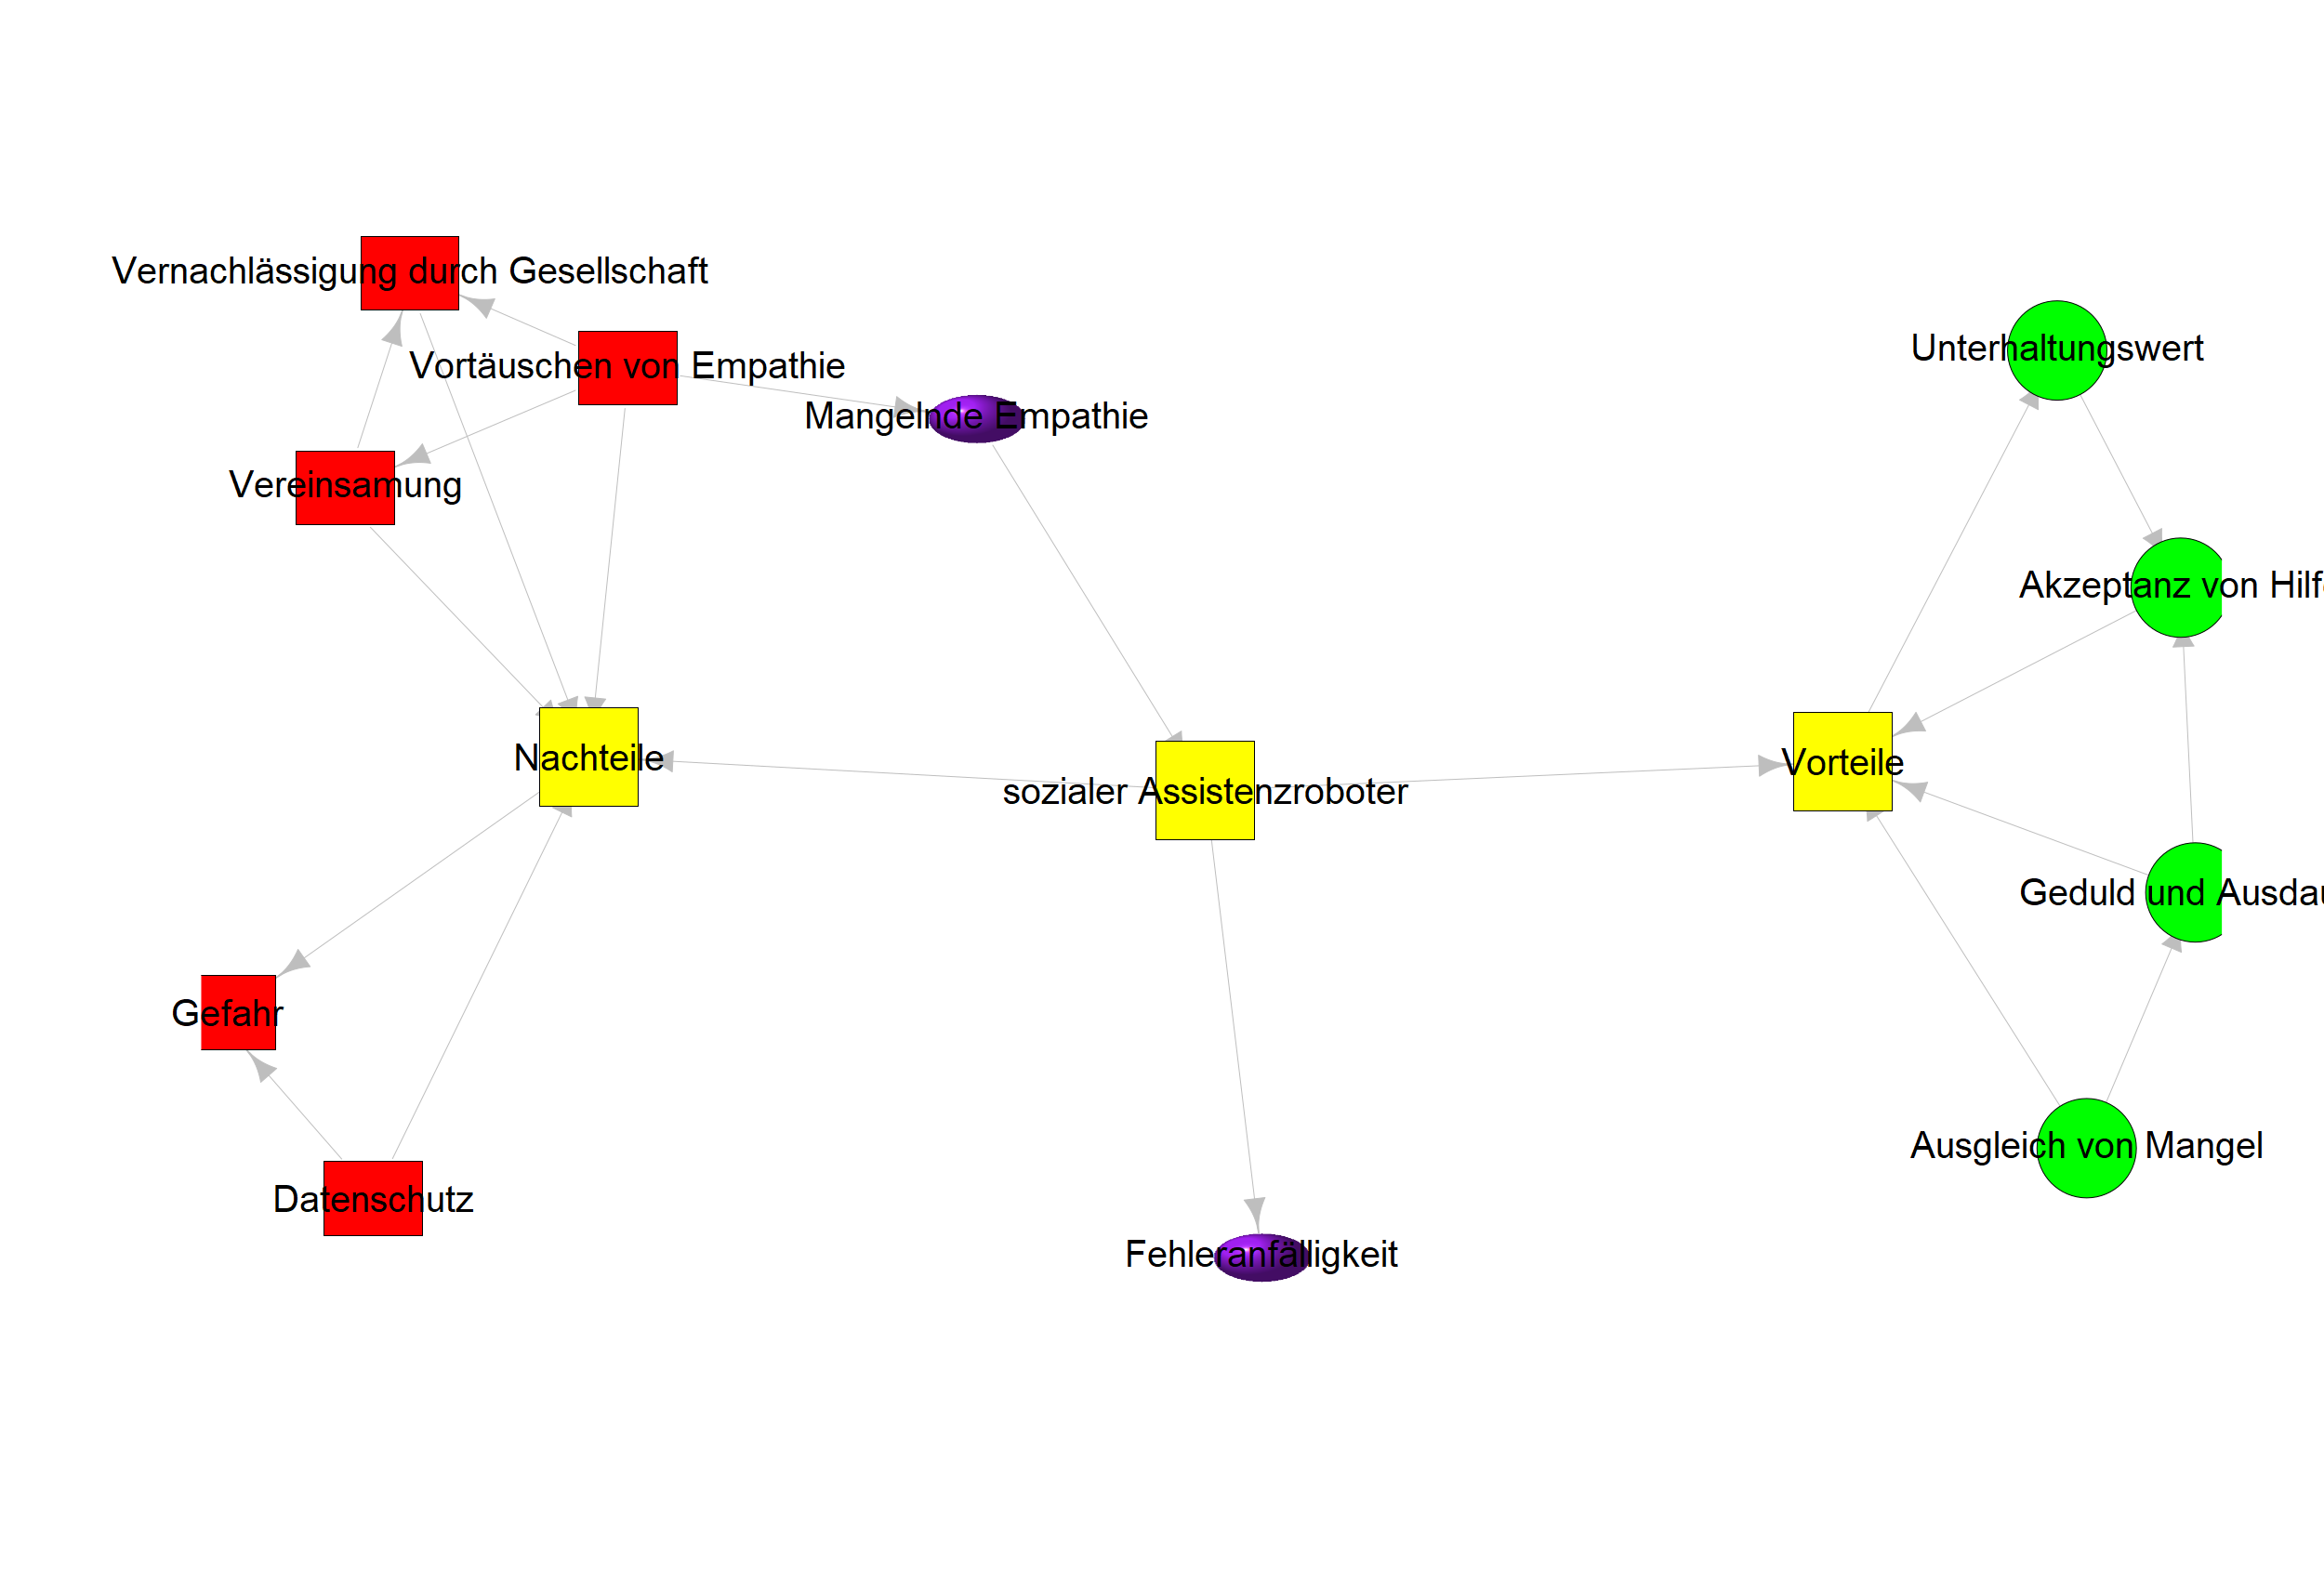 Vernachlässigung durch Gesellschaft
Unterhaltungswert
Vortäuschen von Empathie
Mangelnde Empathie
Vereinsamung
Akzeptanz von Hilf
Nachteile
Vorteile
sozialer Assistenzroboter
Geduld und Ausdau
Gefahr
Ausgleich von Mangel
Datenschutz
Fehleranfälligkeit